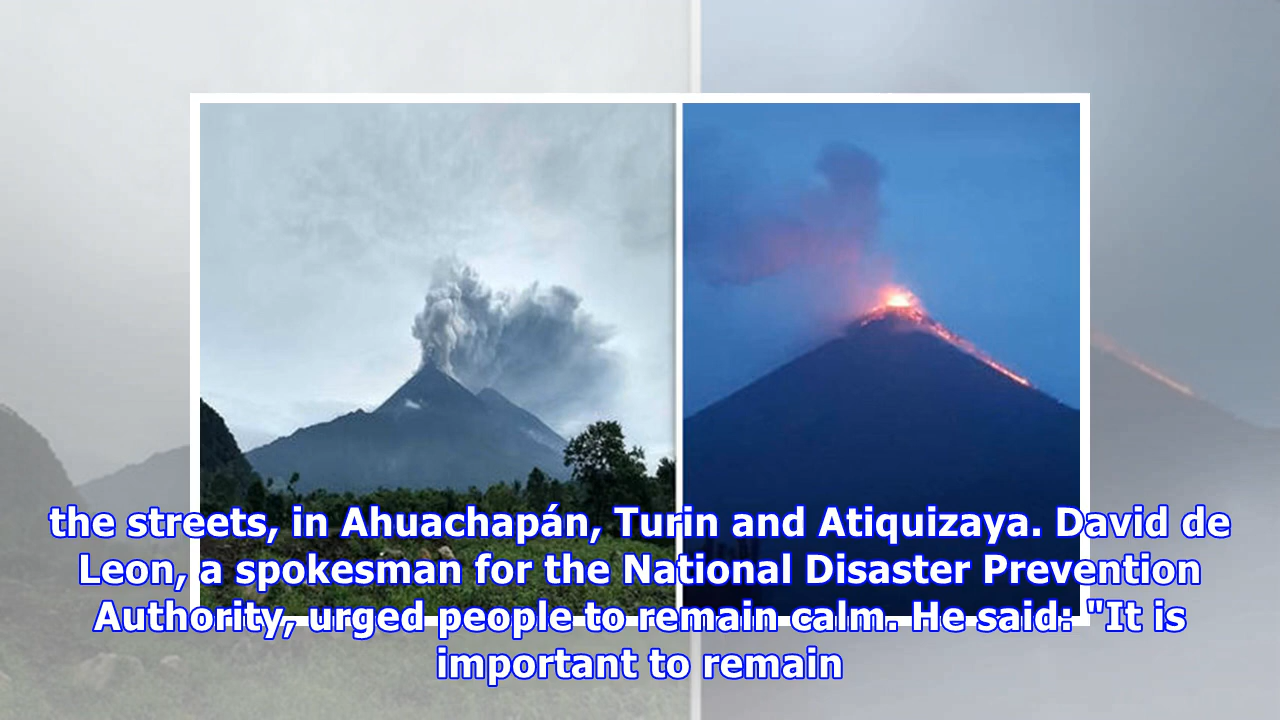 the streets, in Ahuachapán, Turin and Atiquizaya. David de
Leon, a spokesman for the National Disaster Prevention
Authority, urged people to remain calm. He said: "It is
important to remain